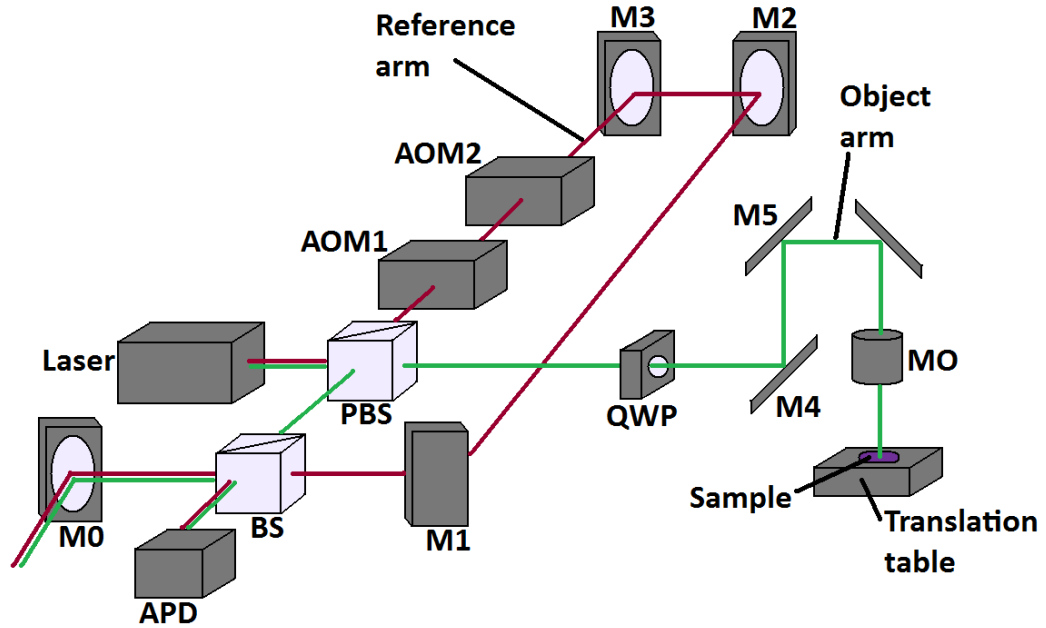 M3
M2
Reference
arm
Object
arm
AOM2
M5
AOM1
Laser
MO
PBS
QWP
M4
Sample
M0
BS
M1
Translation
table
APD